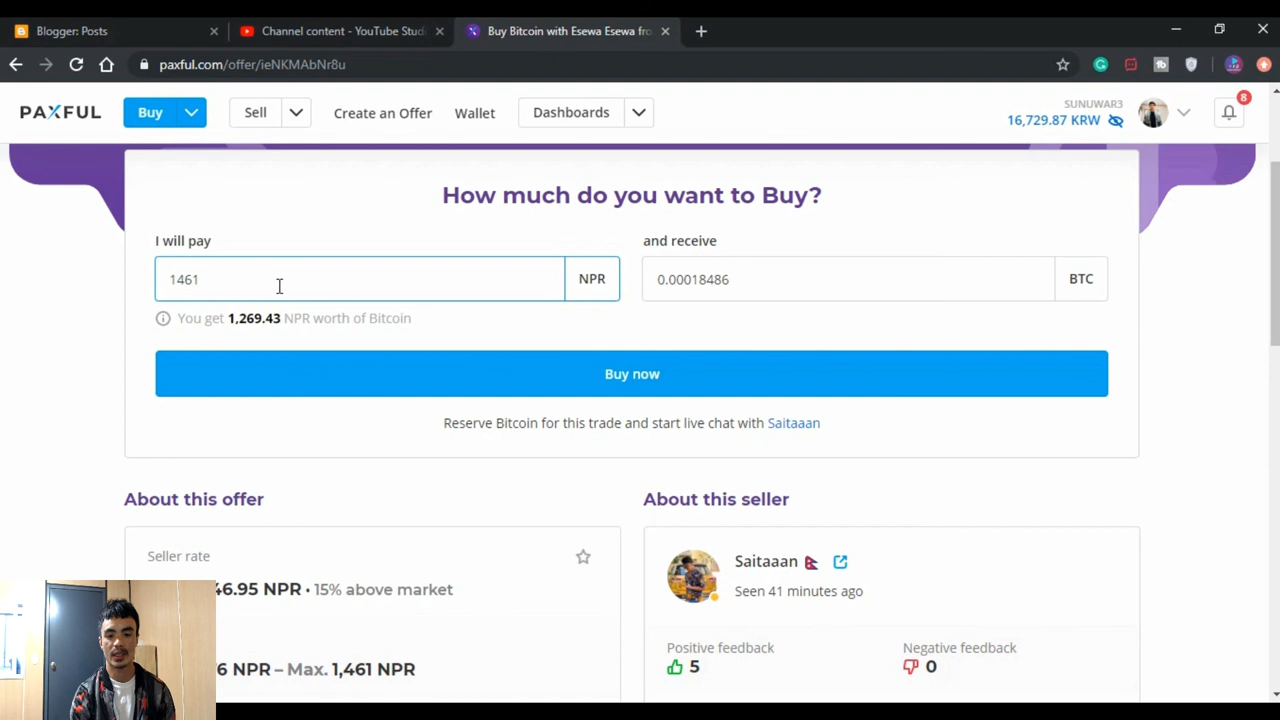 Blogger: Posts
Channel content - YouTube Stud
Buy Bitcoin with Esewa Esewa fro
paxful.com/offer/ieNKMAbNr8u
PAXFUL
Buy
Sell
Create an Offer
Wallet
Dashboards
SUNUWAR3
16,729.87 KRW
8
How much do you want to Buy?
I will pay
and receive
1461
NPR
0.00018486
BTC
You get 1,269.43 NPR worth of Bitcoin
Buy now
Reserve Bitcoin for this trade and start live chat with Saitaaan
About this offer
About this seller
Seller rate
46.95 NPR • 15% above market
6 NPR – Max. 1,461 NPR
Saitaaan
Seen 41 minutes ago
Positive feedback
Negative feedback
5
0